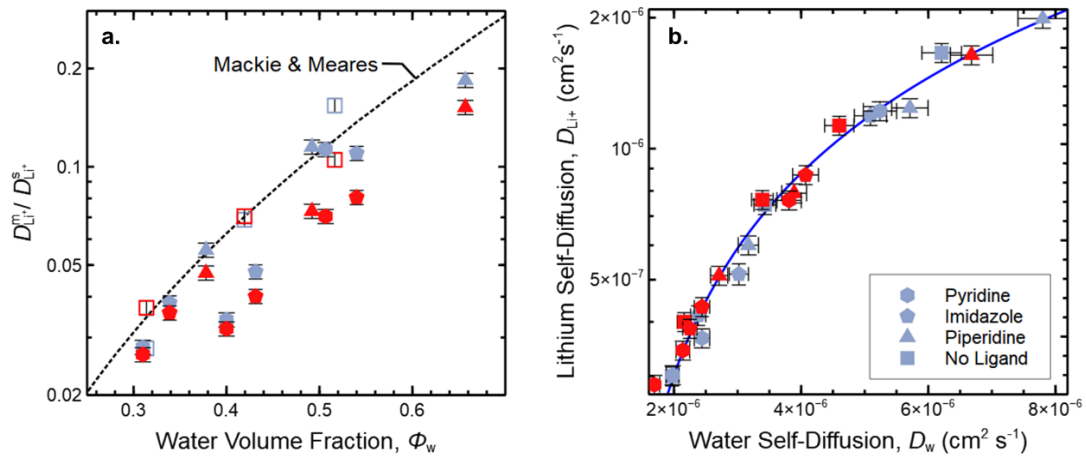 a.
Mackie & Meares
0.2
0.1
0.05
0.02
D^m_Li+ / D^s_Li+
0.3
0.4
0.5
0.6
Water Volume Fraction, Φw
b.
2×10⁻⁶
10⁻⁶
5×10⁻⁷
Lithium Self-Diffusion, D_Li+ (cm²s⁻¹)
Pyridine
Imidazole
Piperidine
No Ligand
2×10⁻⁶
4×10⁻⁶
6×10⁻⁶
8×10⁻⁶
Water Self-Diffusion, Dw (cm² s⁻¹)